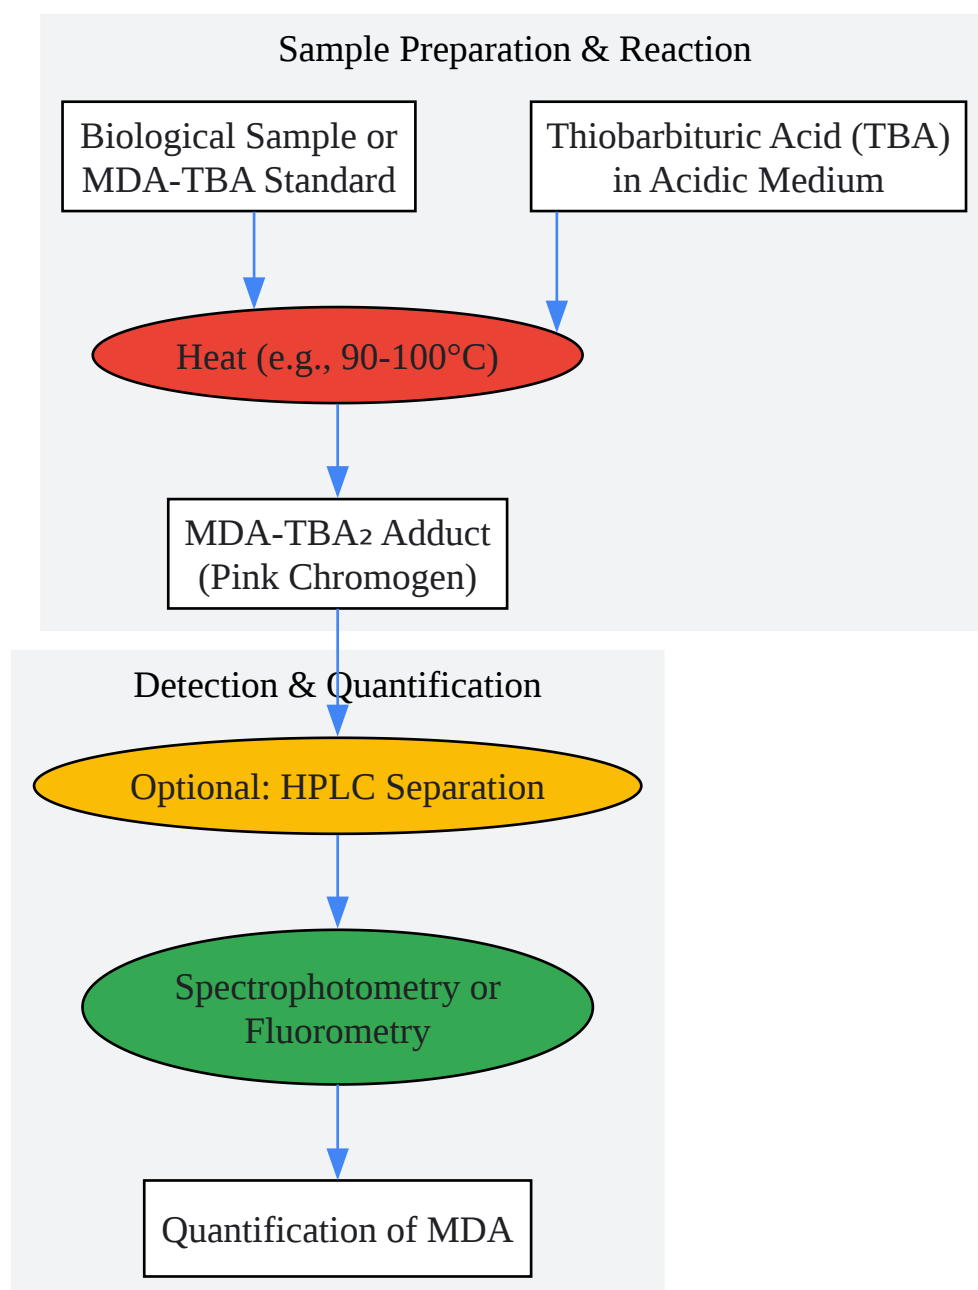 Sample Preparation & Reaction
Biological Sample or
MDA-TBA Standard
Thiobarbituric Acid (TBA)
in Acidic Medium
Heat (e.g., 90-100°C)
MDA-TBA₂ Adduct
(Pink Chromogen)
Detection & Quantification
Optional: HPLC Separation
Spectrophotometry or
Fluorometry
Quantification of MDA